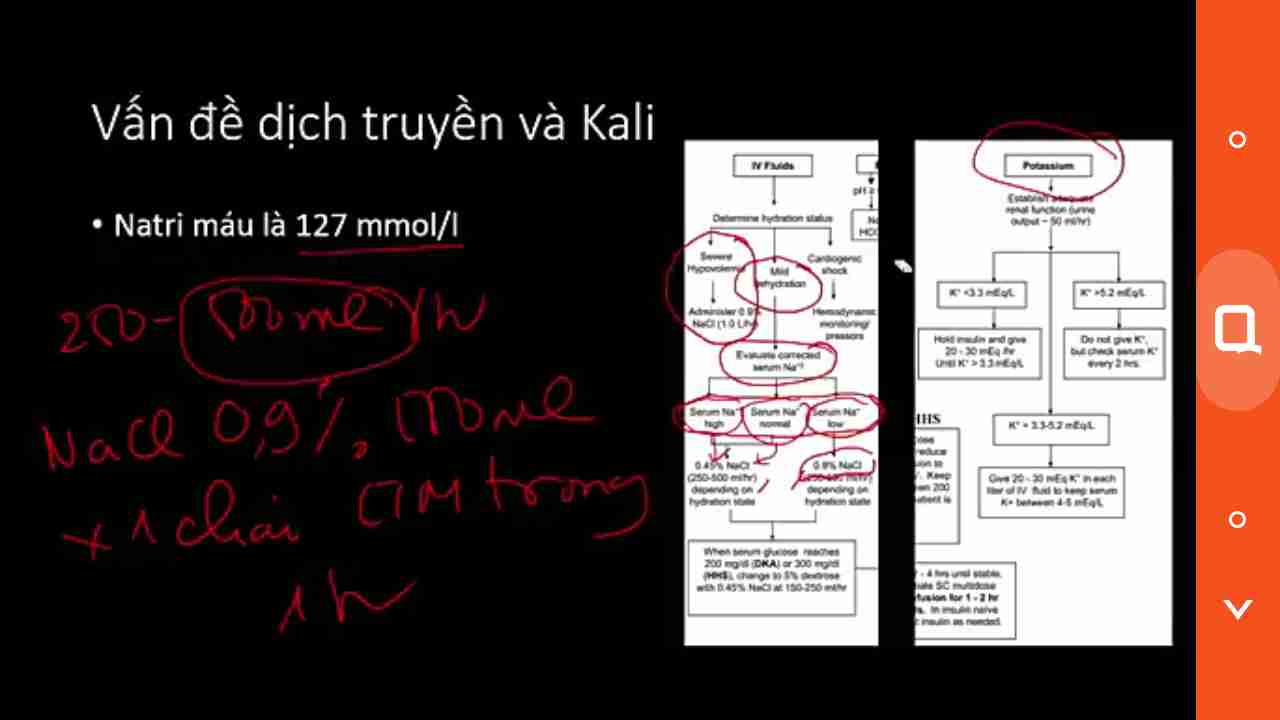 Vấn đề dịch truyền và Kali
• Natri máu là 127 mmol/l
250-500ml/h
NaCl 0,9%, 500ml
x 1 chai TTM trong
1h
IV Fluids
Determine hydration status
Severe
Hypovolemia
Administer 0.9%
NaCl (1.0 L/hr)
Mild
dehydration
Cardiogenic
shock
Hemodynamic
monitoring/
pressors
Evaluate corrected
serum Na⁺
Serum Na⁺
high
Serum Na⁺
normal
Serum Na⁺
low
0.45% NaCl
(250-500 ml/hr)
depending on
hydration state
0.9% NaCl
(250-500 ml/hr)
depending on
hydration state
When serum glucose reaches
200 mg/dl (DKA) or 300 mg/dl
(HHS), change to 5% dextrose
with 0.45% NaCl at 150-250 ml/hr
pH ≥
HCO
Potassium
Establish adequate
renal function (urine
output ~ 50 ml/hr)
K⁺ <3.3 mEq/L
Hold insulin and give
20 - 30 mEq /hr
Until K⁺ > 3.3 mEq/L
K⁺ >5.2 mEq/L
Do not give K⁺,
but check serum K⁺
every 2 hrs.
K⁺ = 3.3-5.2 mEq/L
Give 20 - 30 mEq K⁺ in each
liter of IV fluid to keep serum
K+ between 4-5 mEq/L
HHS
. Keep
200
- 4 hrs until stable,
SC multidose
fusion for 1 - 2 hr
In insulin naive
insulin as needed.